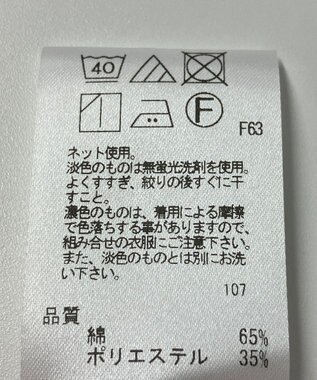 40
F
F63
ネット使用。
淡色のものは無蛍光洗剤を使用。
よくすすぎ、絞りの後すぐに干
すこと。
濃色のものは、着用による摩擦
で色落ちする事がありますので、
組み合せの衣服にご注意下さい。
また、淡色のものとは別にお洗
い下さい。
107
品質
綿 65%
ポリエステル 35%